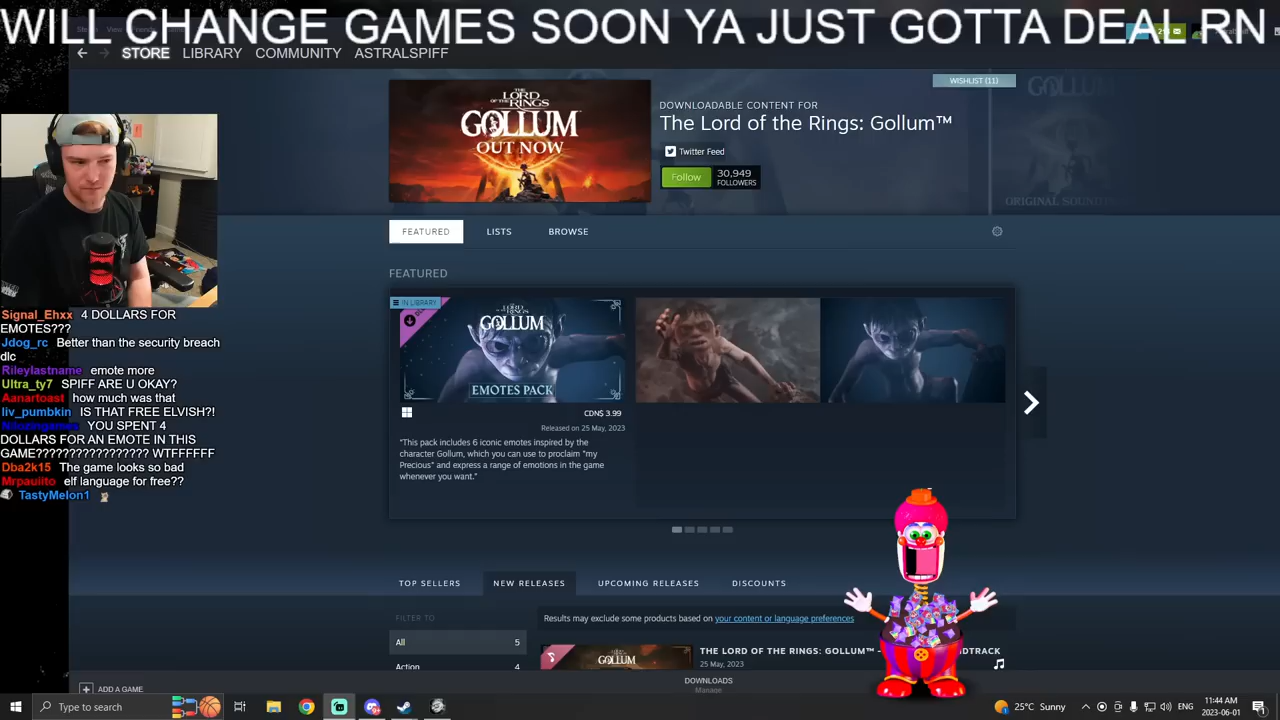 WILL CHANGE GAMES SOON YA JUST GOTTA DEAL RN
STORE LIBRARY COMMUNITY ASTRALSPIFF
WISHLIST (11)
THE LORD OF THE RINGS
GOLLUM
OUT NOW
DOWNLOADABLE CONTENT FOR
The Lord of the Rings: Gollum™
Twitter Feed
Follow
30,949
FOLLOWERS
GOLLUM
FEATURED LISTS BROWSE
FEATURED
IN LIBRARY
GOLLUM
EMOTES PACK
CDN$ 3.99
Released on 25 May, 2023
"This pack includes 6 iconic emotes inspired by the
character Gollum, which you can use to proclaim "my
Precious" and express a range of emotions in the game
whenever you want."
Signal_Ehxx 4 DOLLARS FOR
EMOTES???
Jdog_rc Better than the security breach
dlc
Rileylastname emote more
Ultra_ty7 SPIFF ARE U OKAY?
Aanartoast how much was that
liv_pumbkin IS THAT FREE ELVISH?!
YOU SPENT 4
DOLLARS FOR AN EMOTE IN THIS
GAME???????????????? WTFFFFFF
Dba2k15 The game looks so bad
Mrpauiito elf language for free??
TastyMelon1
TOP SELLERS NEW RELEASES UPCOMING RELEASES DISCOUNTS
FILTER TO
All 5
Action 4
Results may exclude some products based on your content or language preferences
GOLLUM
THE LORD OF THE RINGS: GOLLUM™ -
25 May, 2023
ADD A GAME
DOWNLOADS
Manage
Type to search
25°C Sunny
ENG
11:44 AM
2023-06-01